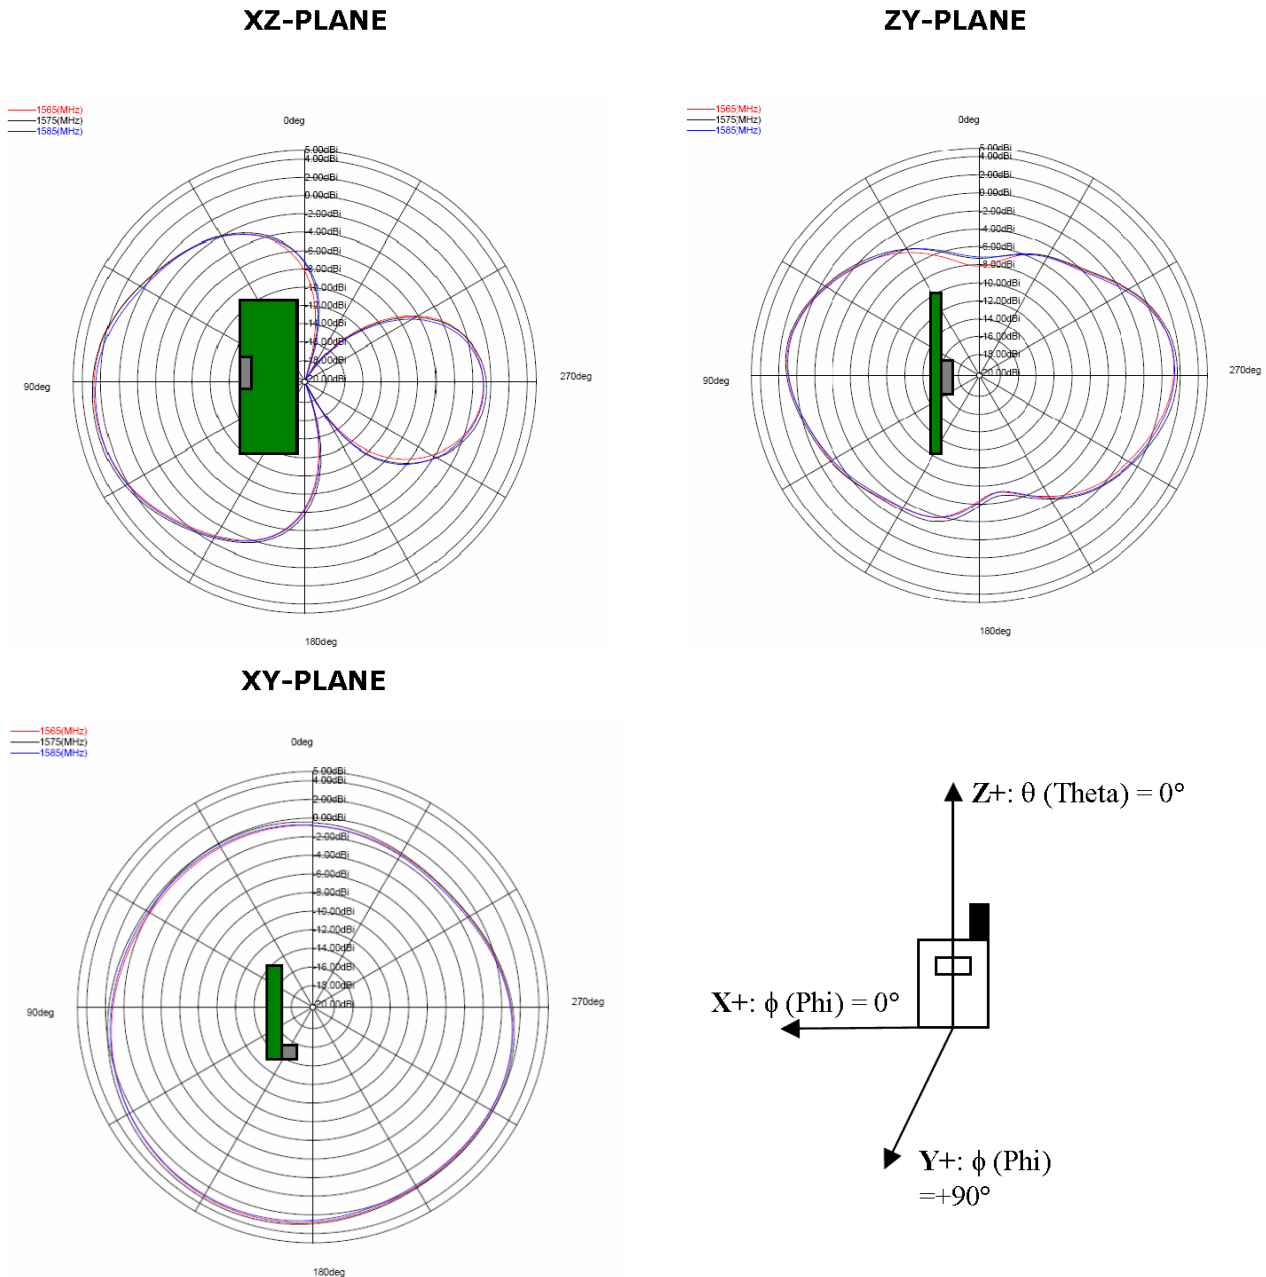 XZ-PLANE
1565(MHz)
1575(MHz)
1585(MHz)
0deg
5.00dBi
4.00dBi
2.00dBi
0.00dBi
-2.00dBi
-4.00dBi
-6.00dBi
-8.00dBi
-10.00dBi
-12.00dBi
-14.00dBi
-16.00dBi
-18.00dBi
-20.00dBi
90deg
270deg
180deg
ZY-PLANE
1565(MHz)
1575(MHz)
1585(MHz)
0deg
5.00dBi
4.00dBi
2.00dBi
0.00dBi
-2.00dBi
-4.00dBi
-6.00dBi
-8.00dBi
-10.00dBi
-12.00dBi
-14.00dBi
-16.00dBi
-18.00dBi
-20.00dBi
90deg
270deg
180deg
XY-PLANE
1565(MHz)
1575(MHz)
1585(MHz)
0deg
5.00dBi
4.00dBi
2.00dBi
0.00dBi
-2.00dBi
-4.00dBi
-6.00dBi
-8.00dBi
-10.00dBi
-12.00dBi
-14.00dBi
-16.00dBi
-18.00dBi
-20.00dBi
90deg
270deg
180deg
Z+: θ (Theta) = 0°
X+: ϕ (Phi) = 0°
Y+: ϕ (Phi)
=+90°